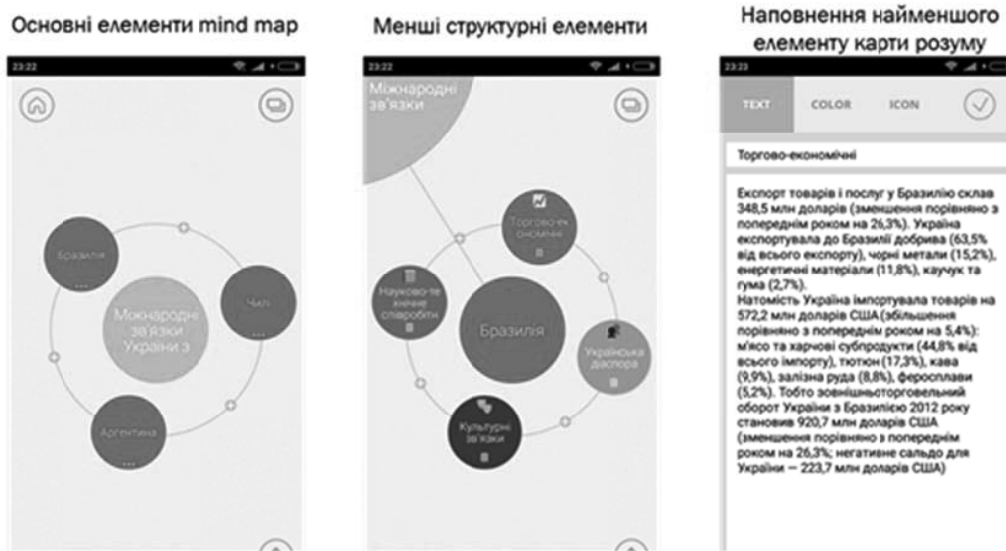 Основні елементи mind map
23:22
Бразилія
Чилі
Міжнародні
зв'язки
України з
Аргентина
Менші структурні елементи
23:22
Міжнародні
зв'язки
Торгово-ек
ономічні
Науково-те
хнічне
співробітн
Бразилія
Українська
діаспора
Культурні
зв'язки
Наповнення найменшого
елементу карти розуму
23:23
TEXT COLOR ICON
Торгово-економічні
Експорт товарів і послуг у Бразилію склав
348,5 млн доларів (зменшення порівняно з
попереднім роком на 26,3%). Україна
експортувала до Бразилії добрива (63,5%
від всього експорту), чорні метали (15,2%),
енергетичні матеріали (11,8%), каучук та
гума (2,7%).
Натомість Україна імпортувала товарів на
572,2 млн доларів США (збільшення
порівняно з попереднім роком на 5,4%):
м'ясо та харчові субпродукти (44,8% від
всього імпорту), тютюн (17,3%), кава
(9,9%), залізна руда (8,8%), феросплави
(5,2%). Тобто зовнішньоторговельний
оборот України з Бразилією 2012 року
становив 920,7 млн доларів США
(зменшення порівняно з попереднім
роком на 26,3%; негативне сальдо для
України — 223,7 млн доларів США)